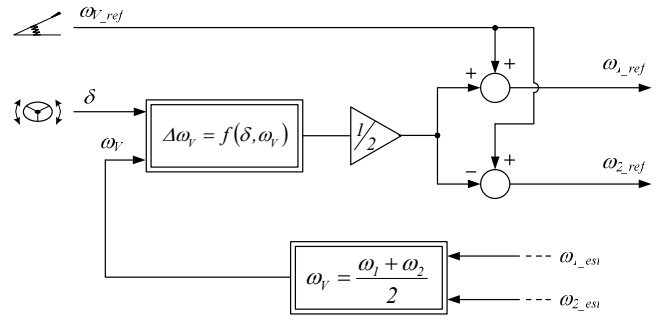 ω_V_ref
+
ω_1_ref
δ
+
Δω_V = f(δ,ω_V)
1/2
ω_V
+
ω_2_ref
−
ω_V = (ω_1 + ω_2)/2
ω_1_est
ω_2_est